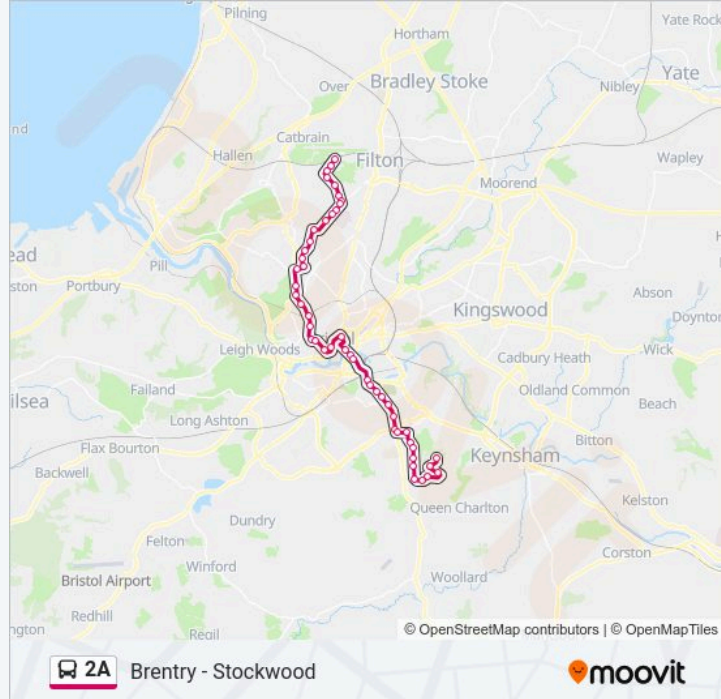 Pilning
Yate Rock
Hortham
Bradley Stoke
Yate
Over
Nibley
nd
Catbrain
Hallen
Filton
Wapley
Moorend
ead
Pill
ston
Portbury
Abson
Kingswood
Doynton
Leigh Woods
Wick
Cadbury Heath
Failand
Oldland Common
ilsea
Beach
Long Ashton
Flax Bourton
Bitton
Keynsham
Backwell
Kelston
Queen Charlton
Dundry
Felton
Corston
Winford
Bristol Airport
Woollard
Redhill
ington
Regil
© OpenStreetMap contributors | © OpenMapTiles
2A Brentry - Stockwood
moovit